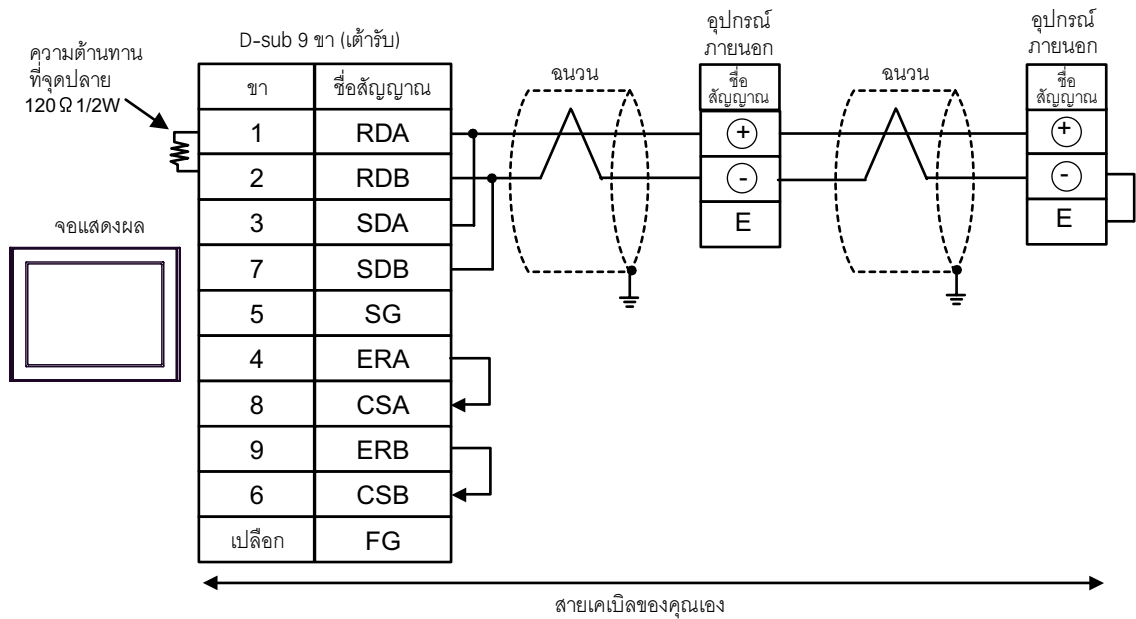 ความต้านทาน
ที่จุดปลาย
120 Ω 1/2W
D-sub 9 ขา (เต้ารับ)
ขา ชื่อสัญญาณ
1 RDA
2 RDB
3 SDA
7 SDB
5 SG
4 ERA
8 CSA
9 ERB
6 CSB
เปลือก FG
จอแสดงผล
ฉนวน
อุปกรณ์
ภายนอก
ชื่อ
สัญญาณ
+
-
E
ฉนวน
อุปกรณ์
ภายนอก
ชื่อ
สัญญาณ
+
-
E
สายเคเบิลของคุณเอง